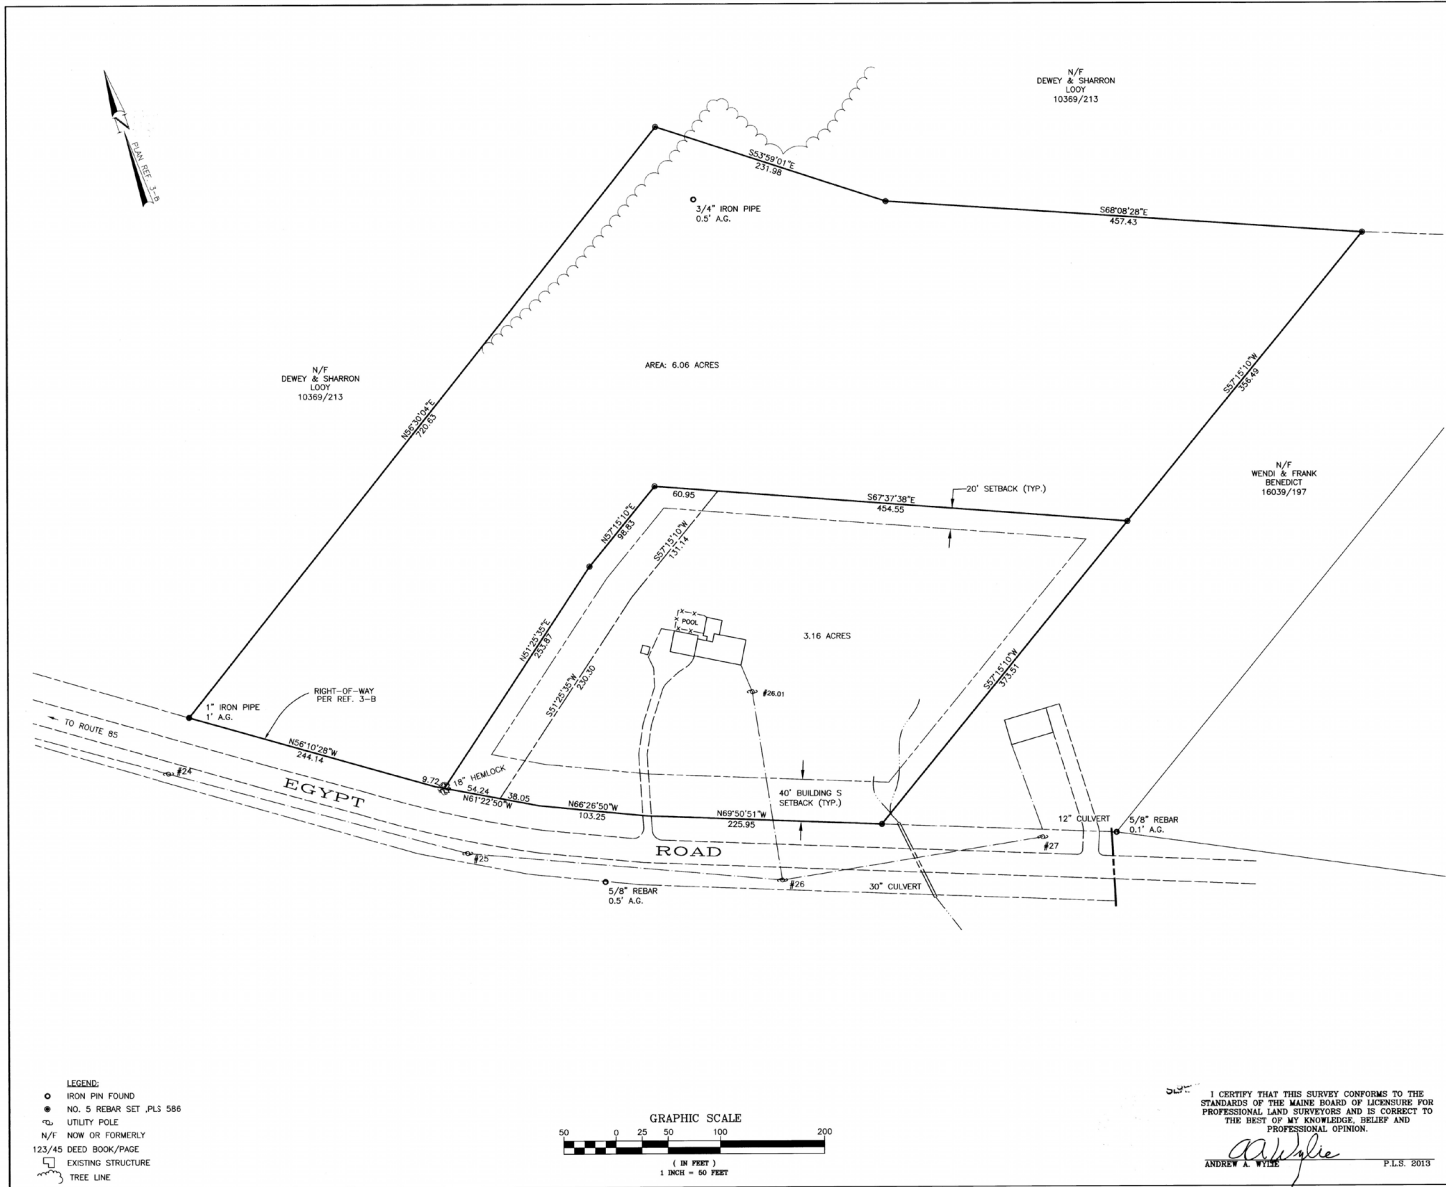 N/F
DEWEY & SHARRON
LOOY
10369/213
PLAN REF. 3-B
S53°59'01"E
231.98
3/4" IRON PIPE
0.5' A.G.
S68°08'28"E
457.43
N/F
DEWEY & SHARRON
LOOY
10369/213
AREA: 6.06 ACRES
N56°30'04"E
720.63
S57°15'10"W
356.49
N/F
WENDI & FRANK
BENEDICT
16039/197
60.95
S67°37'38"E
454.55
20' SETBACK (TYP.)
N57°15'10"E
98.83
S57°15'10"W
131.14
POOL
3.16 ACRES
N51°25'35"E
253.87
S51°25'35"W
230.30
S57°15'10"W
373.51
#26.01
RIGHT-OF-WAY
PER REF. 3-B
1" IRON PIPE
1' A.G.
TO ROUTE 85
N56°10'28"W
244.14
#24
9.72
18" HEMLOCK
54.24
38.05
N61°22'50"W
N66°26'50"W
103.25
N69°50'51"W
225.95
40' BUILDING S
SETBACK (TYP.)
12" CULVERT
5/8" REBAR
0.1' A.G.
EGYPT
ROAD
#25
#27
#26
5/8" REBAR
0.5' A.G.
30" CULVERT
LEGEND:
IRON PIN FOUND
NO. 5 REBAR SET ,PLS 586
UTILITY POLE
N/F NOW OR FORMERLY
123/45 DEED BOOK/PAGE
EXISTING STRUCTURE
TREE LINE
GRAPHIC SCALE
50 0 25 50 100 200
( IN FEET )
1 INCH = 50 FEET
I CERTIFY THAT THIS SURVEY CONFORMS TO THE
STANDARDS OF THE MAINE BOARD OF LICENSURE FOR
PROFESSIONAL LAND SURVEYORS AND IS CORRECT TO
THE BEST OF MY KNOWLEDGE, BELIEF AND
PROFESSIONAL OPINION.
AAWylie
ANDREW A. WYLIE P.L.S. 2013